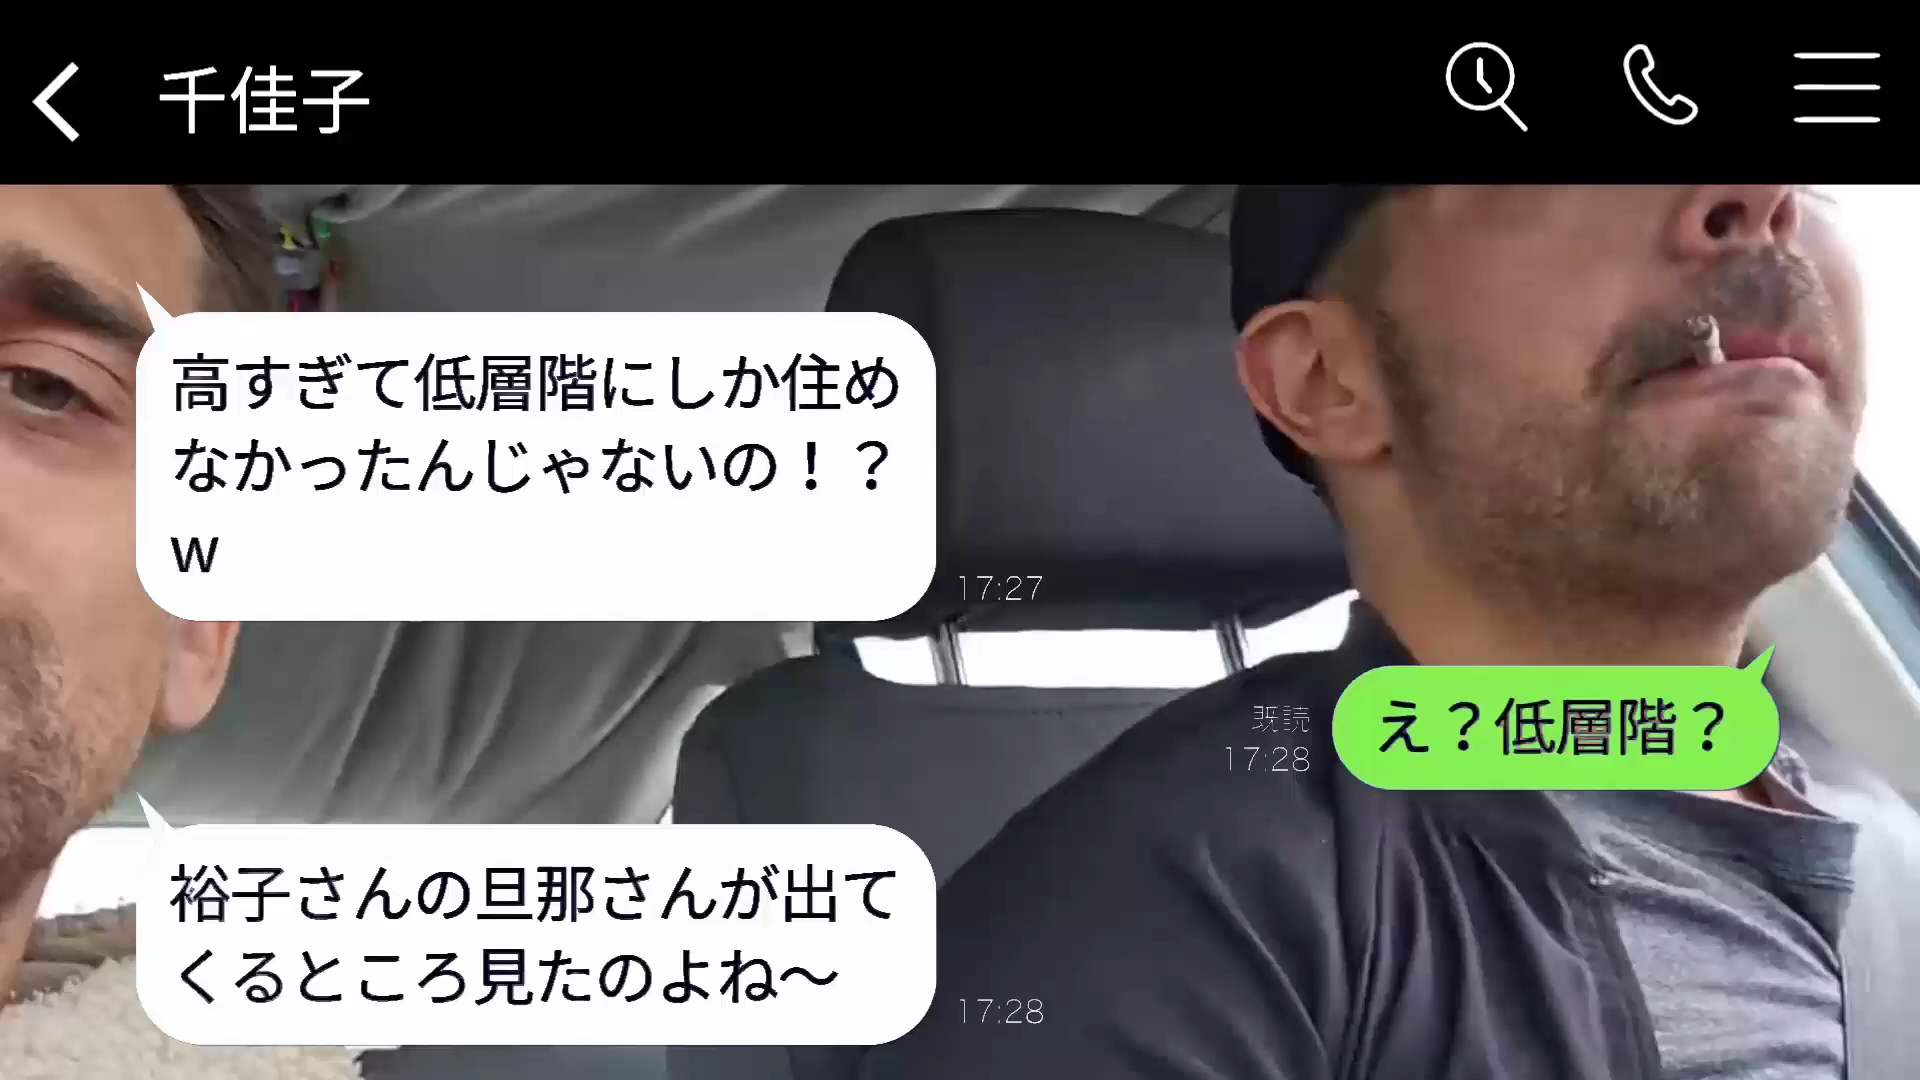 千佳子
高すぎて低層階にしか住め
なかったんじゃないの！？
w
17:27
え？低層階？
既読
17:28
裕子さんの旦那さんが出て
くるところ見たのよね〜
17:28